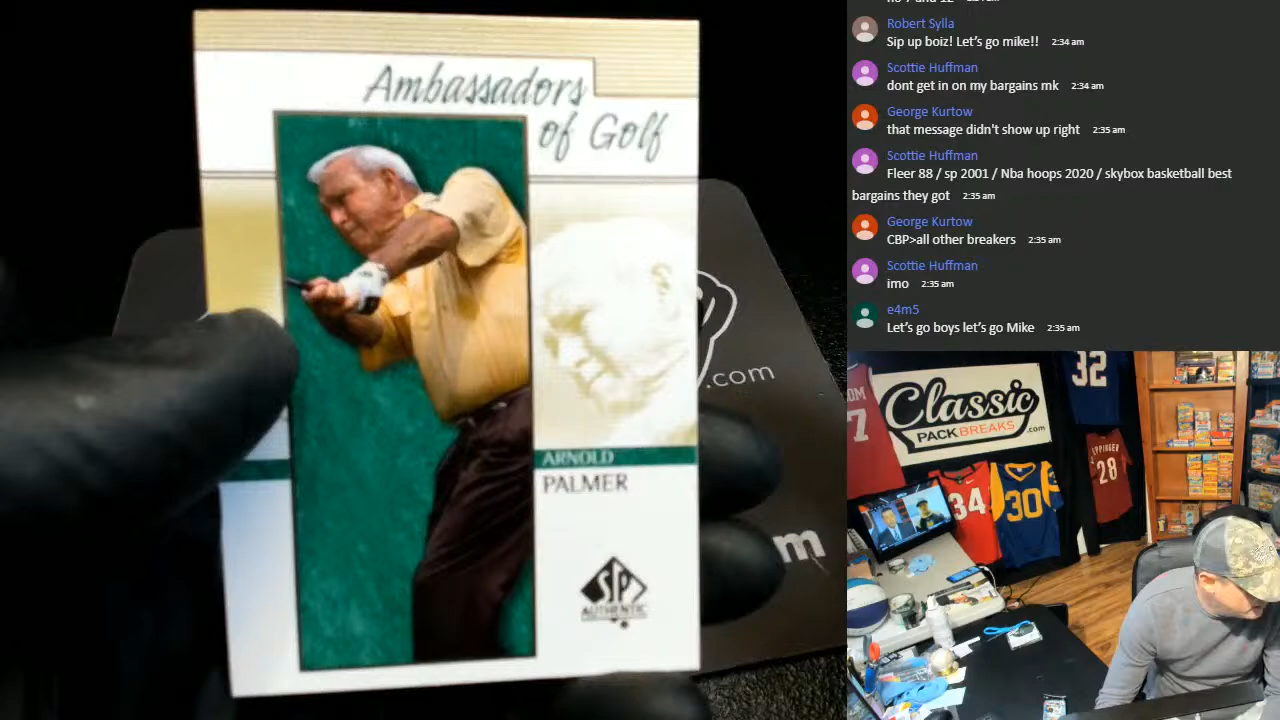 Ambassadors
of Golf
ARNOLD
PALMER
SP
AUTHENTIC
.com
m
Robert Sylla
Sip up boiz! Let's go mike!! 2:34 am
Scottie Huffman
dont get in on my bargains mk 2:34 am
George Kurtow
that message didn't show up right 2:35 am
Scottie Huffman
Fleer 88 / sp 2001 / Nba hoops 2020 / skybox basketball best
bargains they got 2:35 am
George Kurtow
CBP>all other breakers 2:35 am
Scottie Huffman
imo 2:35 am
e4m5
Let's go boys let's go Mike 2:35 am
Classic
PACK BREAKS
.com
32
7
34
30
28